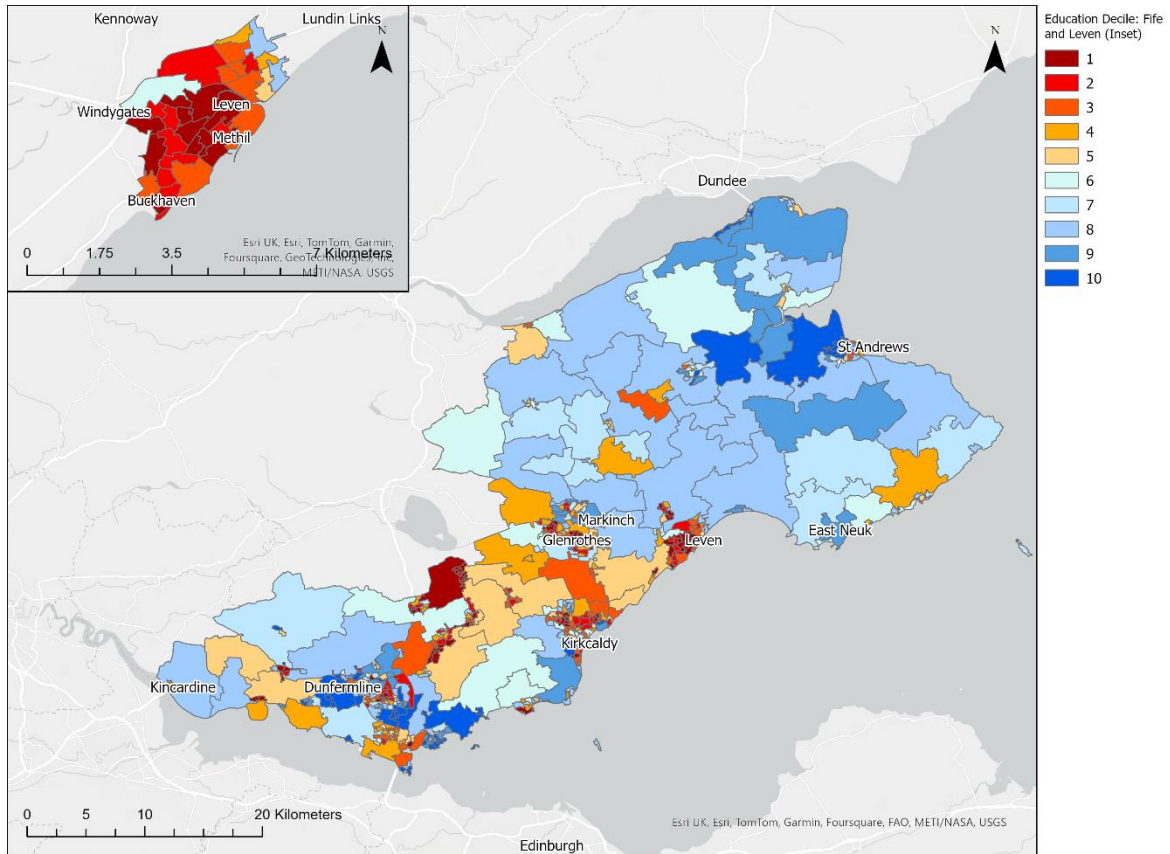 Kennoway
Lundin Links
N
Windygates
Leven
Methil
Buckhaven
0 1.75 3.5 7 Kilometers
Esri UK, Esri, TomTom, Garmin,
Foursquare, GeoTechnologies, Inc,
METI/NASA, USGS
Education Decile: Fife
and Leven (Inset)
1
2
3
4
5
6
7
8
9
10
N
Dundee
St Andrews
Markinch
Glenrothes
Leven
East Neuk
Kirkcaldy
Kincardine
Dunfermline
0 5 10 20 Kilometers
Esri UK, Esri, TomTom, Garmin, Foursquare, FAO, METI/NASA, USGS
Edinburgh